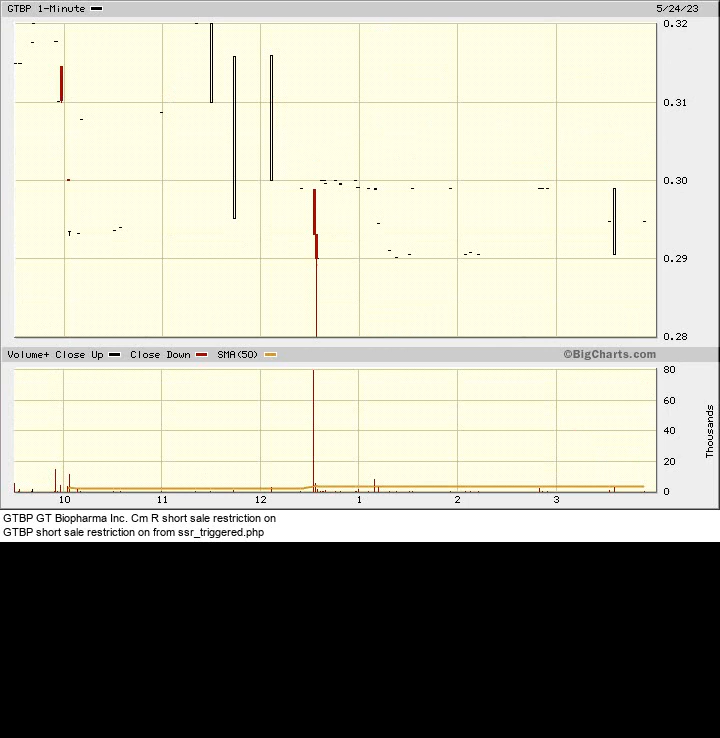 GTBP 1-Minute 5/24/23
0.32
0.31
0.30
0.29
0.28
Volume+ Close Up Close Down SMA(50) ©BigCharts.com
80
60
40
20
0
Thousands
10 11 12 1 2 3
GTBP GT Biopharma Inc. Cm R short sale restriction on
GTBP short sale restriction on from ssr_triggered.php